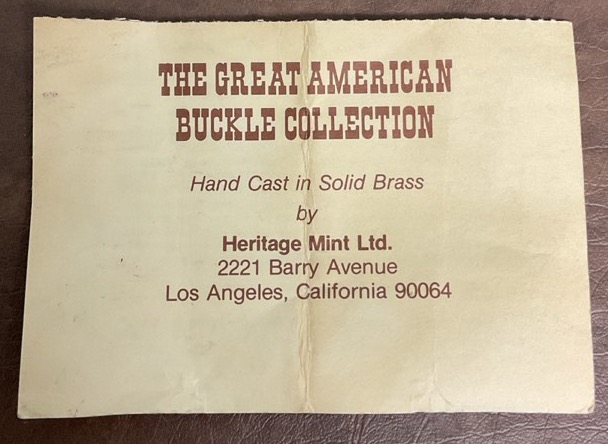 THE GREAT AMERICAN
BUCKLE COLLECTION
Hand Cast in Solid Brass
by
Heritage Mint Ltd.
2221 Barry Avenue
Los Angeles, California 90064